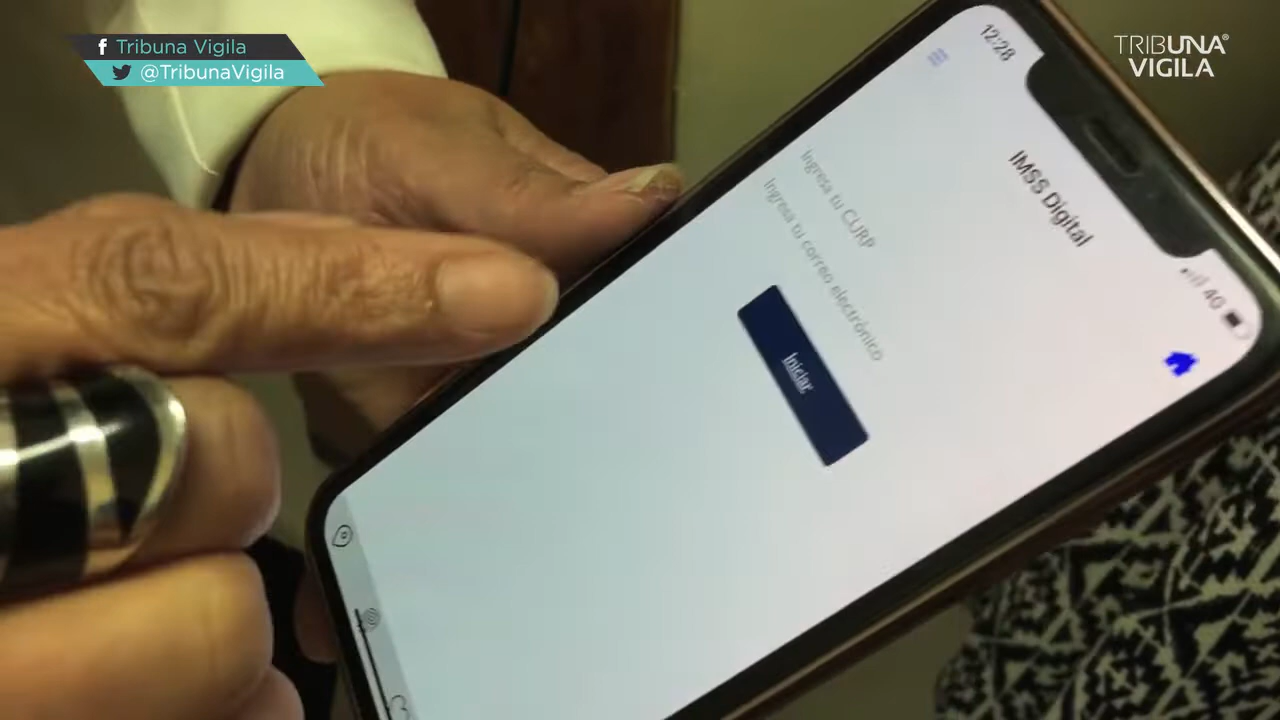 f Tribuna Vigila
@TribunaVigila
TRIBUNA®
VIGILA
12:28
4G
IMSS Digital
Ingresa tu CURP
Ingresa tu correo electrónico
Iniciar